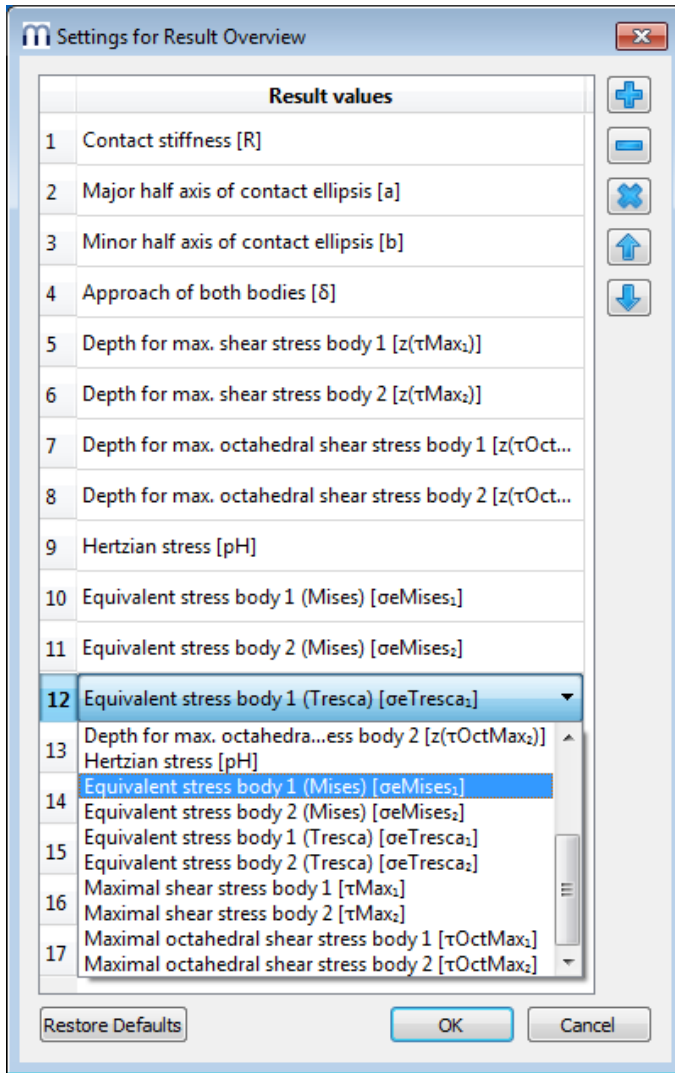 Settings for Result Overview
Result values
1 Contact stiffness [R]
2 Major half axis of contact ellipsis [a]
3 Minor half axis of contact ellipsis [b]
4 Approach of both bodies [δ]
5 Depth for max. shear stress body 1 [z(τMax₁)]
6 Depth for max. shear stress body 2 [z(τMax₂)]
7 Depth for max. octahedral shear stress body 1 [z(τOct...
8 Depth for max. octahedral shear stress body 2 [z(τOct...
9 Hertzian stress [pH]
10 Equivalent stress body 1 (Mises) [σeMises₁]
11 Equivalent stress body 2 (Mises) [σeMises₂]
12 Equivalent stress body 1 (Tresca) [σeTresca₁]
13
14
15
16
17
Depth for max. octahedra...ess body 2 [z(τOctMax₂)]
Hertzian stress [pH]
Equivalent stress body 1 (Mises) [σeMises₁]
Equivalent stress body 2 (Mises) [σeMises₂]
Equivalent stress body 1 (Tresca) [σeTresca₁]
Equivalent stress body 2 (Tresca) [σeTresca₂]
Maximal shear stress body 1 [τMax₁]
Maximal shear stress body 2 [τMax₂]
Maximal octahedral shear stress body 1 [τOctMax₁]
Maximal octahedral shear stress body 2 [τOctMax₂]
Restore Defaults
OK
Cancel